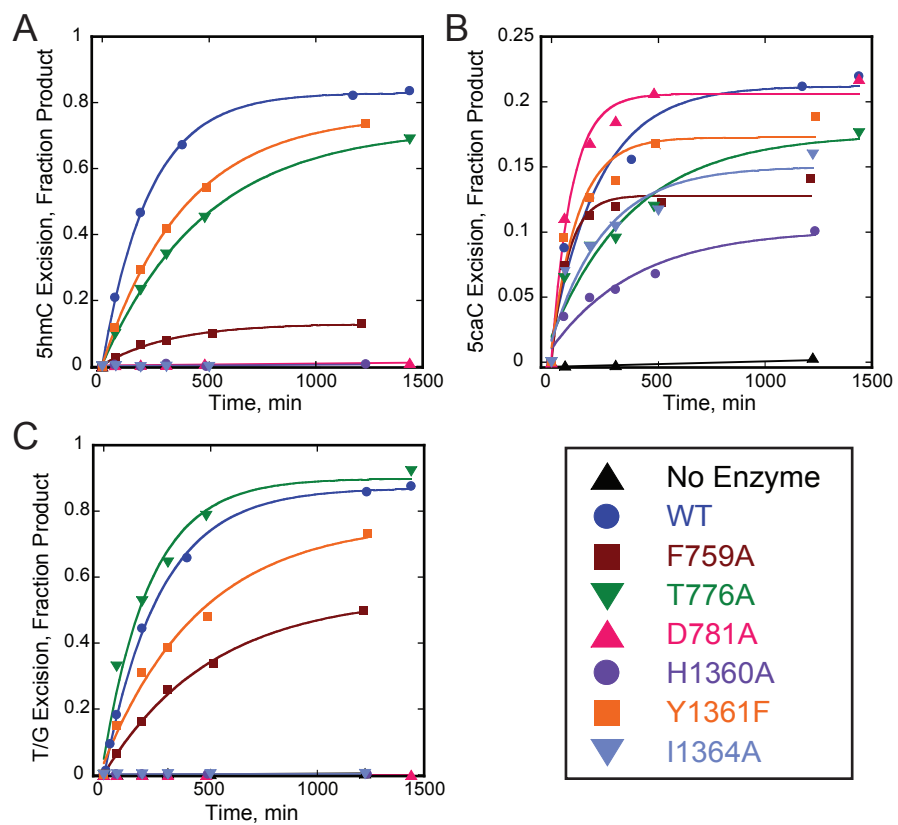 A
5hmC Excision, Fraction Product
1
0.8
0.6
0.4
0.2
0
0 500 1000 1500
Time, min
B
5caC Excision, Fraction Product
0.25
0.2
0.15
0.1
0.05
0
0 500 1000 1500
Time, min
C
T/G Excision, Fraction Product
1
0.8
0.6
0.4
0.2
0
0 500 1000 1500
Time, min
No Enzyme
WT
F759A
T776A
D781A
H1360A
Y1361F
I1364A